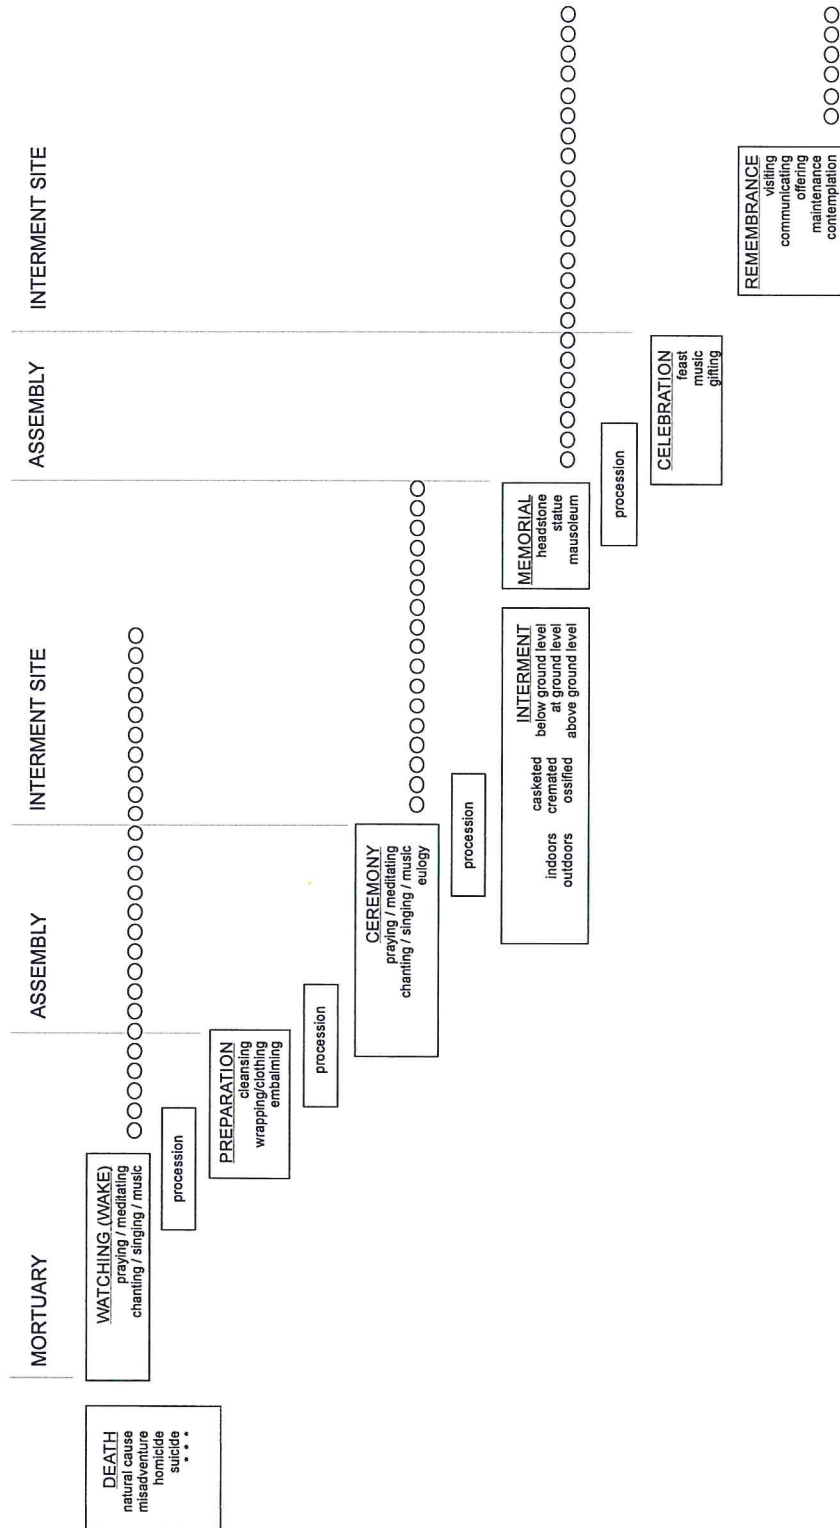 MORTUARY
ASSEMBLY
INTERMENT SITE
ASSEMBLY
INTERMENT SITE
DEATH
natural cause
misadventure
homicide
suicide
* * *
WATCHING (WAKE)
praying / meditating
chanting / singing / music
procession
PREPARATION
cleansing
wrapping/clothing
embalming
procession
CEREMONY
praying / meditating
chanting / singing / music
eulogy
procession
INTERMENT
indoors casketed below ground level
outdoors cremated at ground level
ossified above ground level
MEMORIAL
headstone
statue
mausoleum
procession
CELEBRATION
feast
music
gifting
REMEMBRANCE
visiting
communicating
offering
maintenance
contemplation